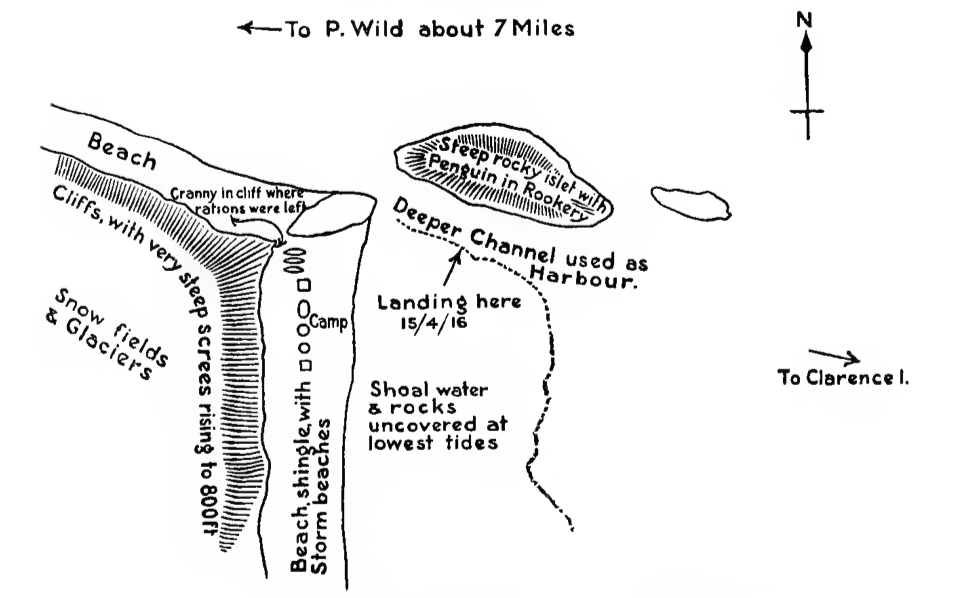 To P. Wild about 7 Miles
N
Beach
Steep rocky islet with
Penguin in Rookery
Cranny in cliff where
rations were left
Cliffs, with very steep screes rising to 800ft
Deeper Channel used as
Harbour.
Snow fields
& Glaciers
Landing here
15/4/16
Camp
To Clarence I.
Shoal water
& rocks
uncovered at
lowest tides
Beach, shingle, with
Storm beaches